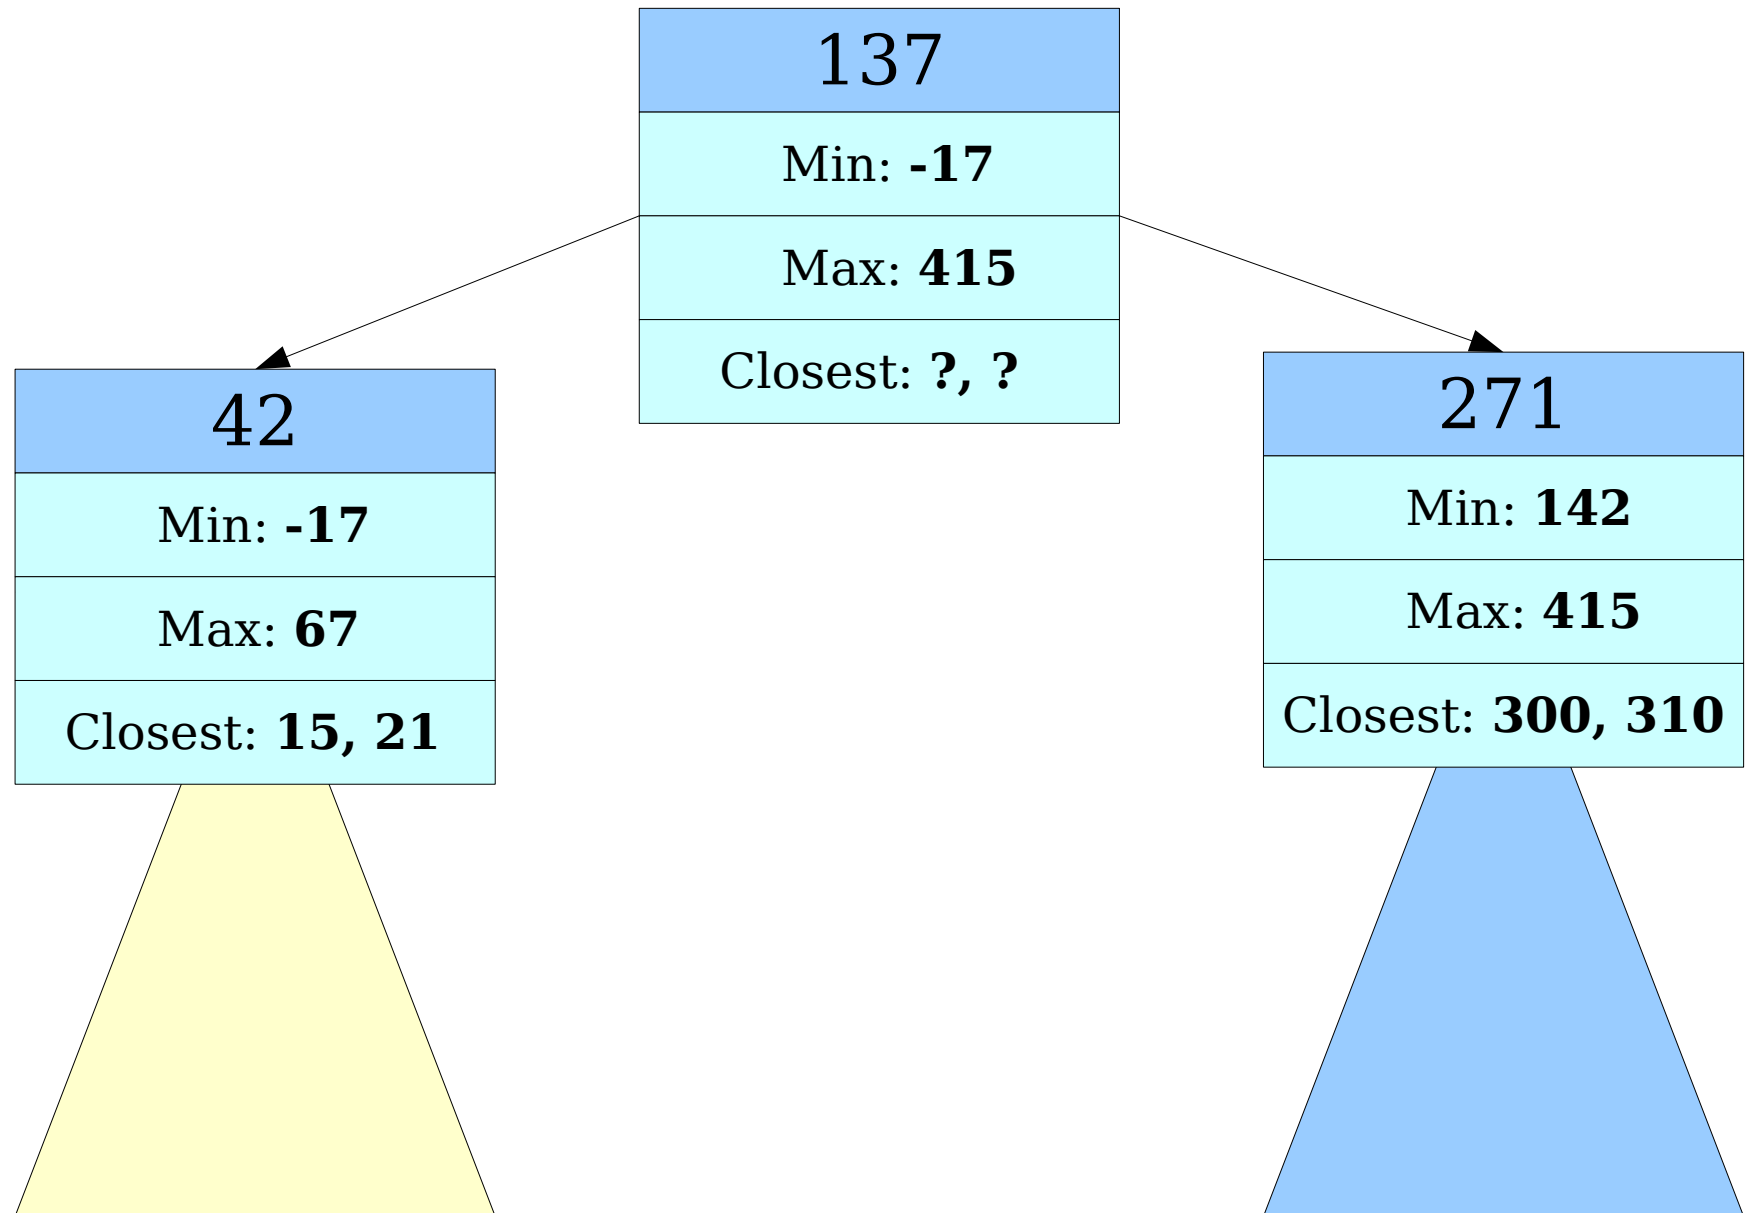 137
Min: -17
Max: 415
Closest: ?, ?
42
Min: -17
Max: 67
Closest: 15, 21
271
Min: 142
Max: 415
Closest: 300, 310